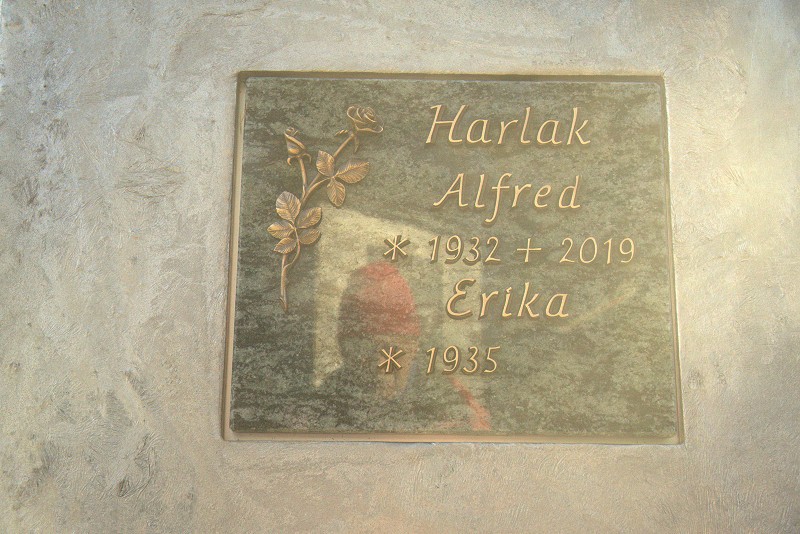 Harlak
Alfred
* 1932 + 2019
Erika
* 1935